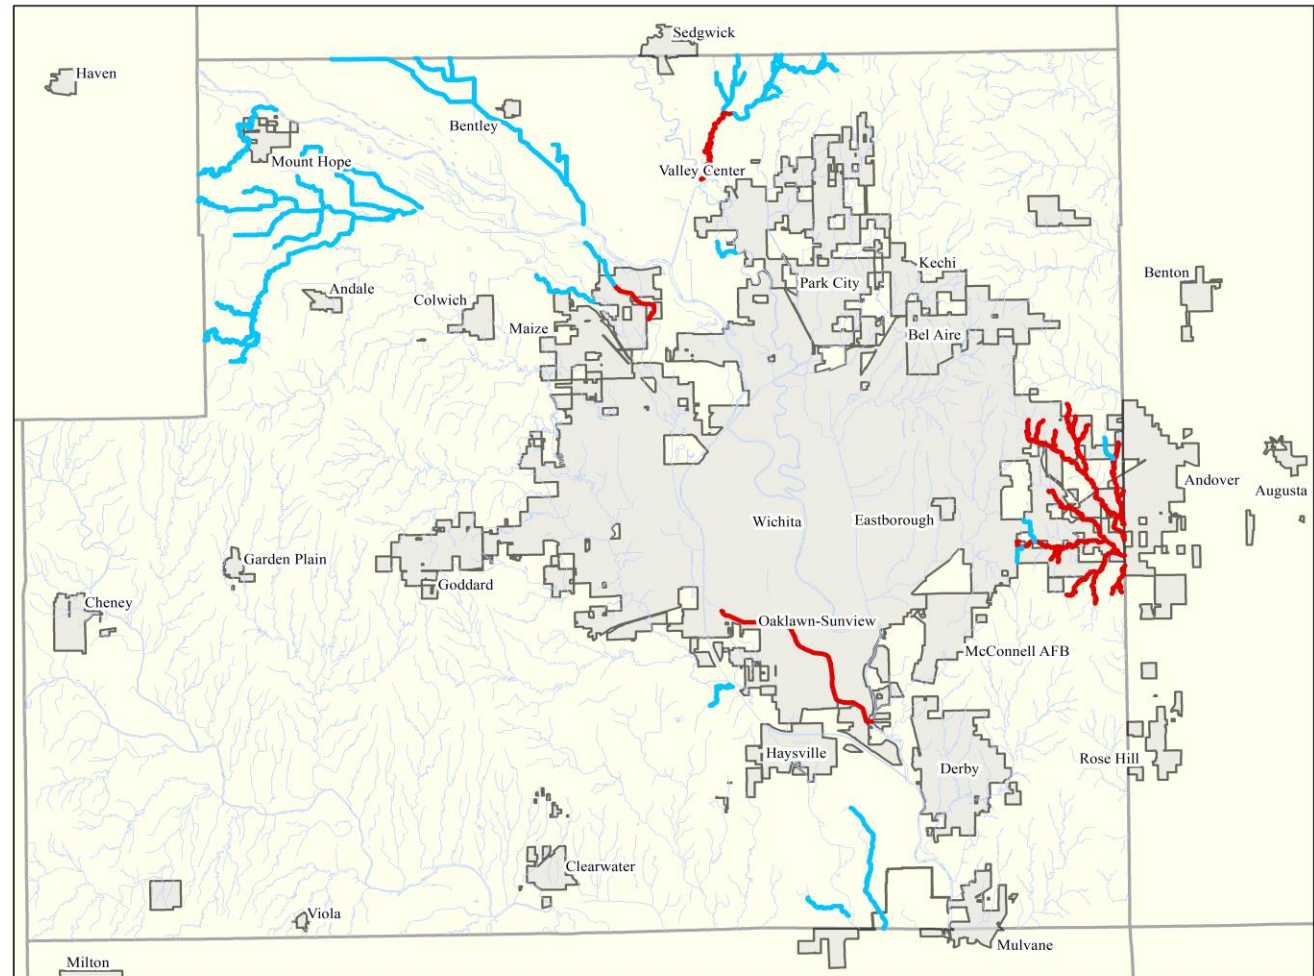 Sedgwick
Haven
Bentley
Mount Hope
Valley Center
Kechi
Benton
Park City
Andale
Colwich
Maize
Bel Aire
Andover
Augusta
Wichita
Eastborough
Garden Plain
Goddard
Cheney
Oaklawn-Sunview
McConnell AFB
Haysville
Derby
Rose Hill
Clearwater
Viola
Mulvane
Milton